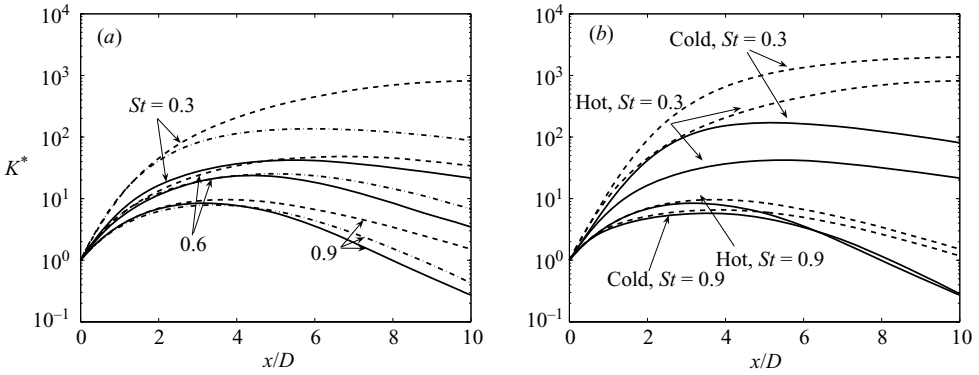 (a)
(b)
10^4
10^3
10^2
10^1
10^0
10^−1
K*
St = 0.3
0.6
0.9
0
2
4
6
8
10
x/D
10^4
10^3
10^2
10^1
10^0
10^−1
Cold, St = 0.3
Hot, St = 0.3
Hot, St = 0.9
Cold, St = 0.9
0
2
4
6
8
10
x/D